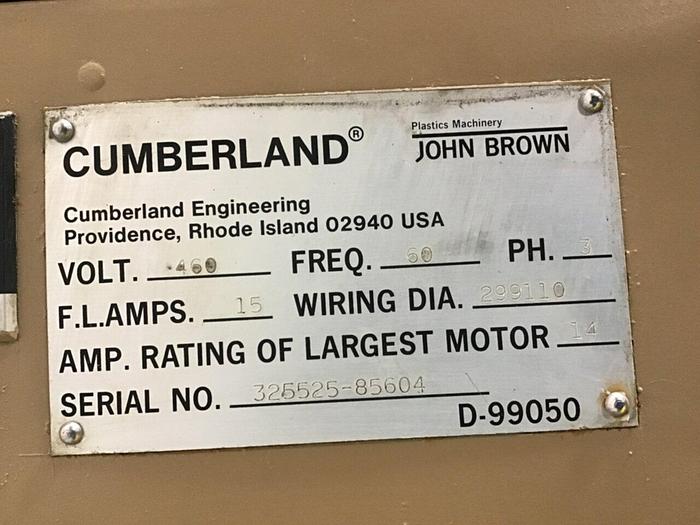 CUMBERLAND®
Plastics Machinery
JOHN BROWN
Cumberland Engineering
Providence, Rhode Island 02940 USA
VOLT. 460 FREQ. 60 PH. 3
F.L.AMPS. 15 WIRING DIA. 299110
AMP. RATING OF LARGEST MOTOR 14
SERIAL NO. 325525-85604
D-99050